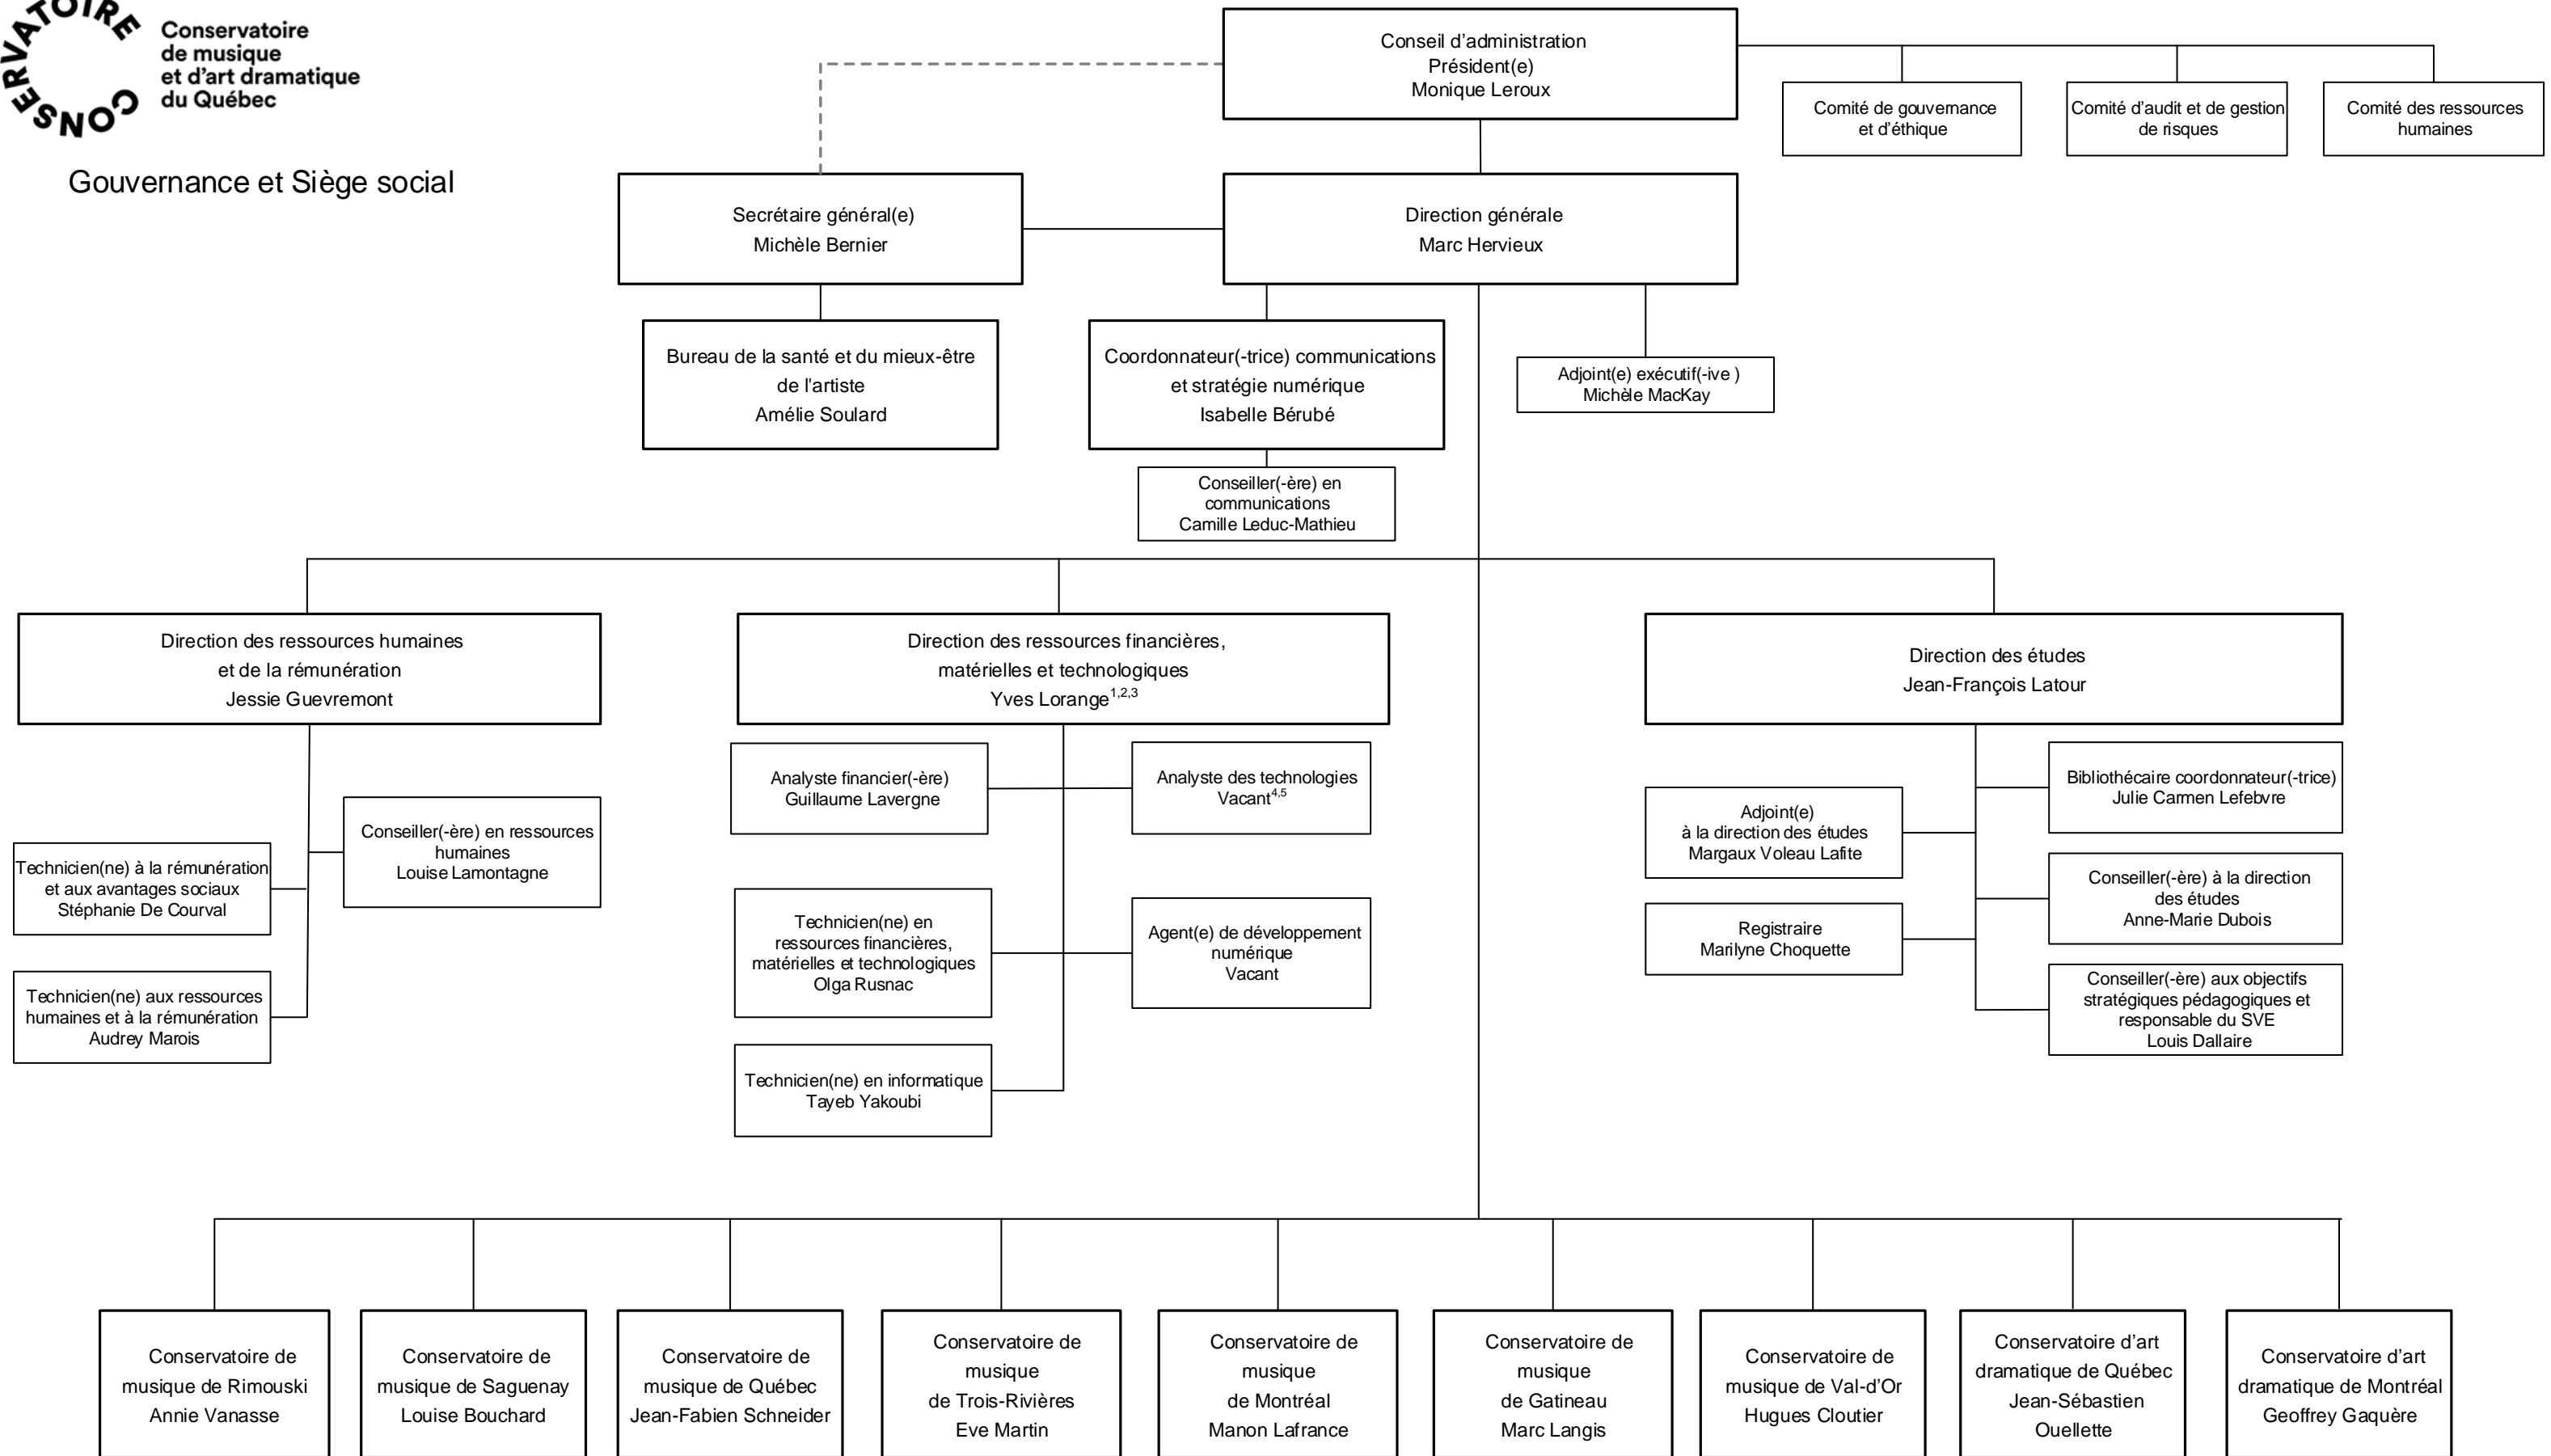 CONSERVATOIRE
Conservatoire
de musique
et d’art dramatique
du Québec
Gouvernance et Siège social
Conseil d’administration
Président(e)
Monique Leroux
Comité de gouvernance
et d’éthique
Comité d’audit et de gestion
de risques
Comité des ressources
humaines
Secrétaire général(e)
Michèle Bernier
Direction générale
Marc Hervieux
Bureau de la santé et du mieux-être
de l'artiste
Amélie Soulard
Coordonnateur(-trice) communications
et stratégie numérique
Isabelle Bérubé
Adjoint(e) exécutif(-ive )
Michèle MacKay
Conseiller(-ère) en
communications
Camille Leduc-Mathieu
Direction des ressources humaines
et de la rémunération
Jessie Guevremont
Direction des ressources financières,
matérielles et technologiques
Yves Lorange1,2,3
Direction des études
Jean-François Latour
Conseiller(-ère) en ressources
humaines
Louise Lamontagne
Technicien(ne) à la rémunération
et aux avantages sociaux
Stéphanie De Courval
Technicien(ne) aux ressources
humaines et à la rémunération
Audrey Marois
Analyste financier(-ère)
Guillaume Lavergne
Analyste des technologies
Vacant4,5
Technicien(ne) en
ressources financières,
matérielles et technologiques
Olga Rusnac
Agent(e) de développement
numérique
Vacant
Technicien(ne) en informatique
Tayeb Yakoubi
Bibliothécaire coordonnateur(-trice)
Julie Carmen Lefebvre
Adjoint(e)
à la direction des études
Margaux Voleau Lafite
Conseiller(-ère) à la direction
des études
Anne-Marie Dubois
Registraire
Marilyne Choquette
Conseiller(-ère) aux objectifs
stratégiques pédagogiques et
responsable du SVE
Louis Dallaire
Conservatoire de
musique de Rimouski
Annie Vanasse
Conservatoire de
musique de Saguenay
Louise Bouchard
Conservatoire de
musique de Québec
Jean-Fabien Schneider
Conservatoire de
musique
de Trois-Rivières
Eve Martin
Conservatoire de
musique
de Montréal
Manon Lafrance
Conservatoire de
musique
de Gatineau
Marc Langis
Conservatoire de
musique de Val-d’Or
Hugues Cloutier
Conservatoire d’art
dramatique de Québec
Jean-Sébastien
Ouellette
Conservatoire d’art
dramatique de Montréal
Geoffrey Gaquère